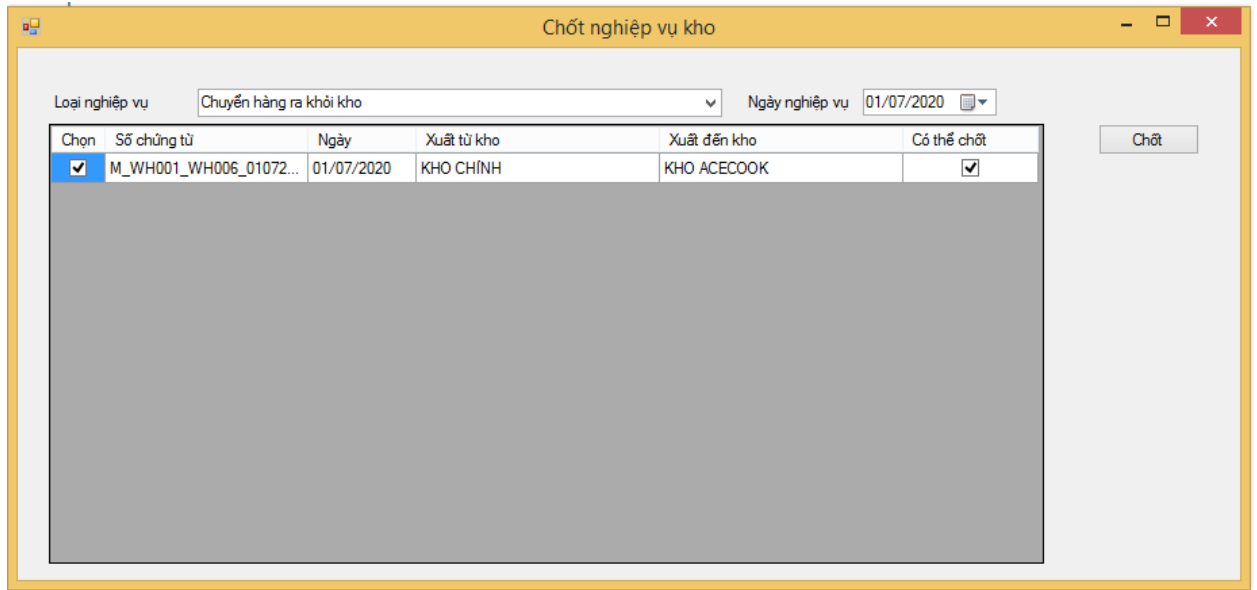 Chốt nghiệp vụ kho
Loại nghiệp vụ Chuyển hàng ra khỏi kho Ngày nghiệp vụ 01/07/2020
Chọn Số chứng từ Ngày Xuất từ kho Xuất đến kho Có thể chốt Chốt
M_WH001_WH006_01072... 01/07/2020 KHO CHÍNH KHO ACECOOK